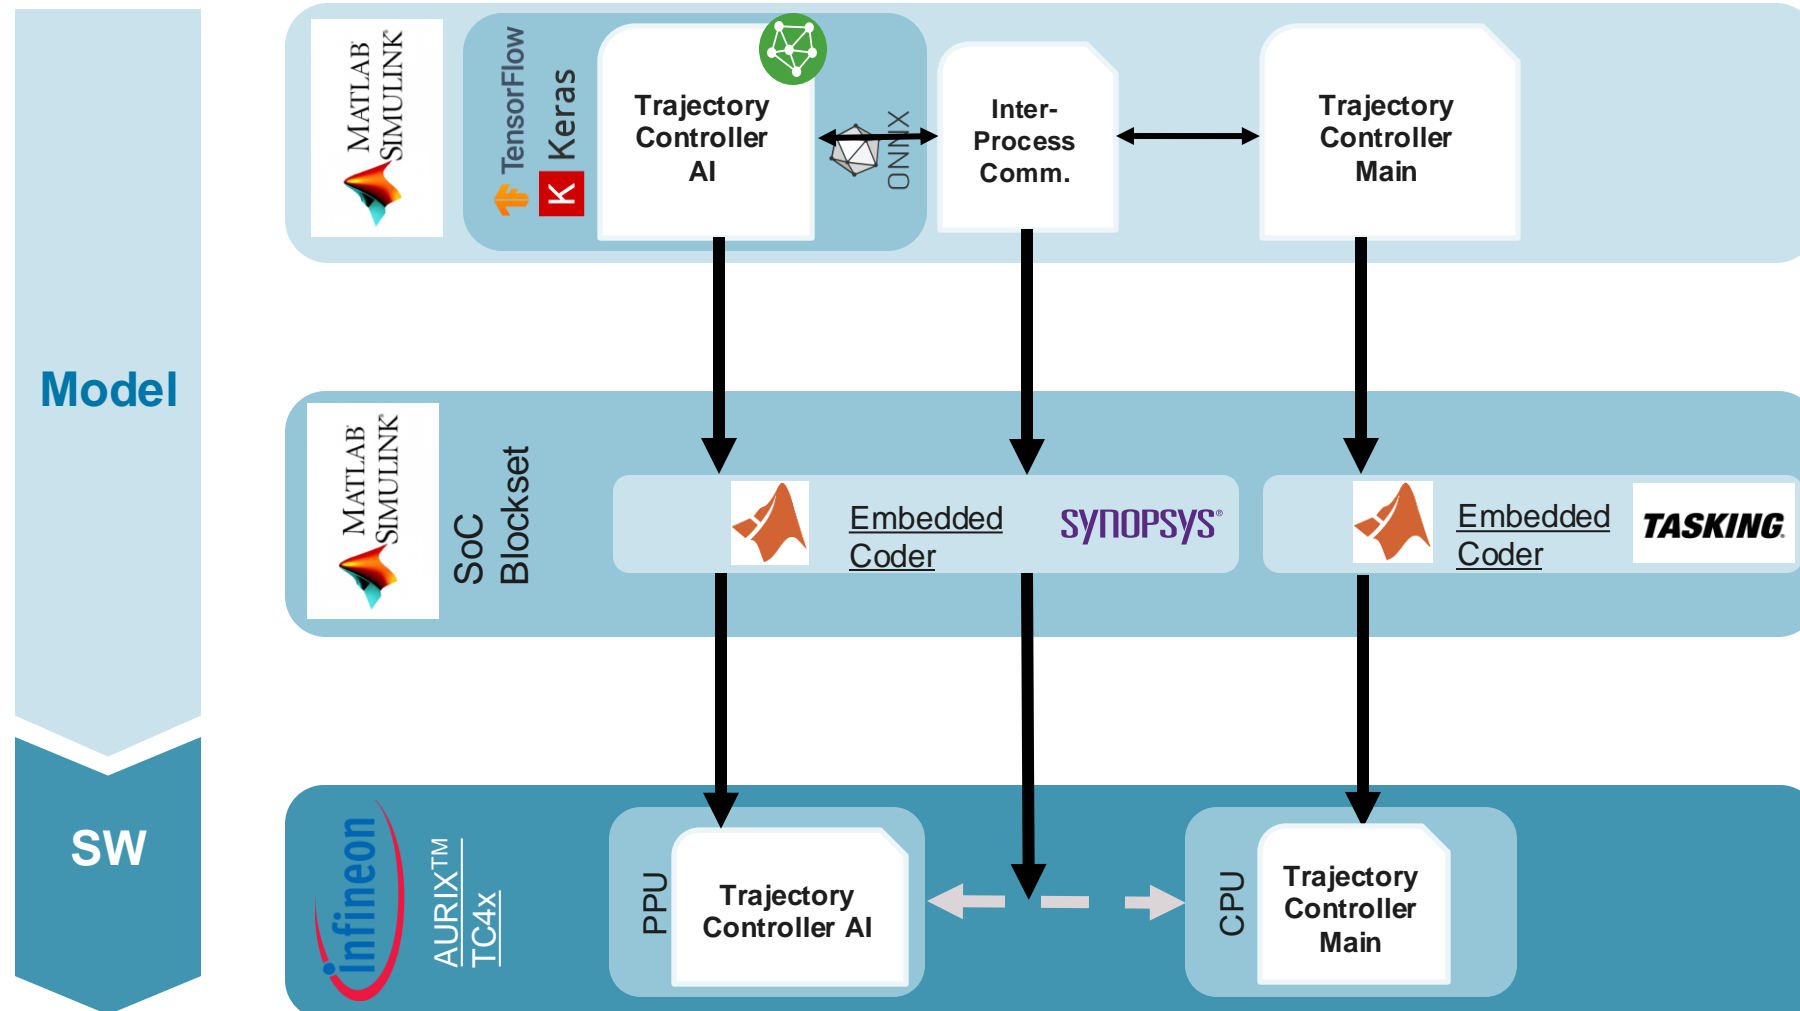 Model
SW
MATLAB
SIMULINK®
TensorFlow
Keras
K
Trajectory
Controller
AI
ONNX
Inter-
Process
Comm.
Trajectory
Controller
Main
MATLAB
SIMULINK®
SoC
Blockset
Embedded
Coder
SYNOPSYS®
Embedded
Coder
TASKING.
infineon
AURIX™
TC4x
PPU
Trajectory
Controller AI
CPU
Trajectory
Controller
Main